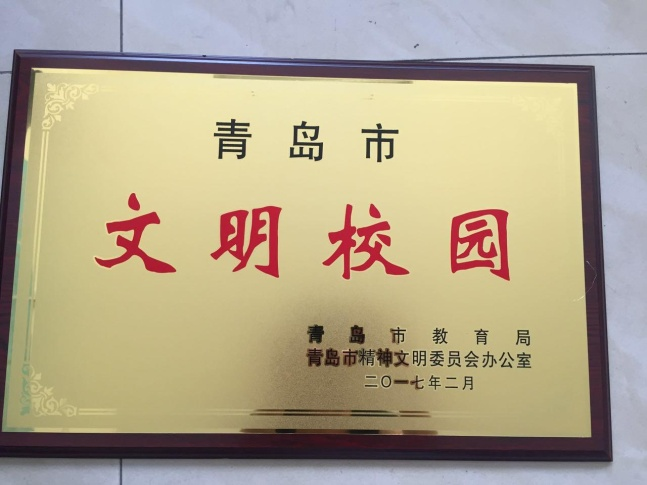 青岛市
文明校园
青岛市教育局
青岛市精神文明委员会办公室
二〇一七年二月